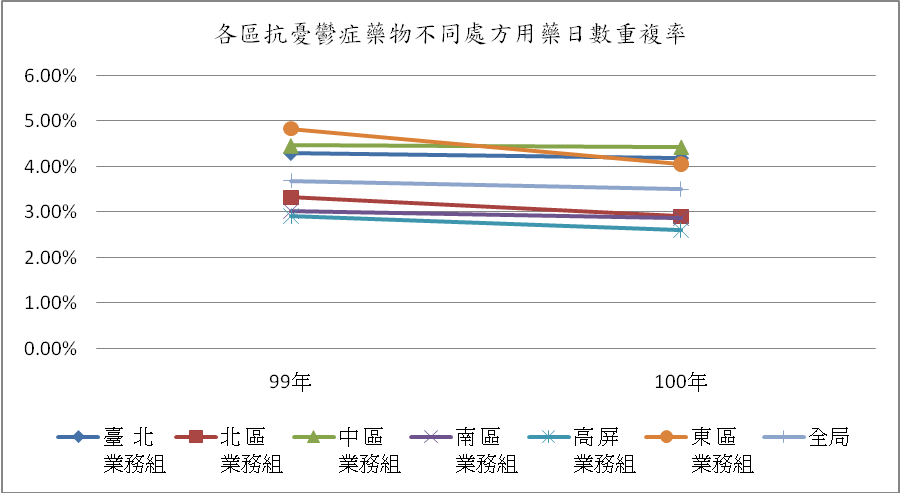 各區抗憂鬱症藥物不同處方用藥日數重複率
6.00%
5.00%
4.00%
3.00%
2.00%
1.00%
0.00%
99年 100年
臺北 北區 中區 南區 高屏 東區 全局
業務組 業務組 業務組 業務組 業務組 業務組